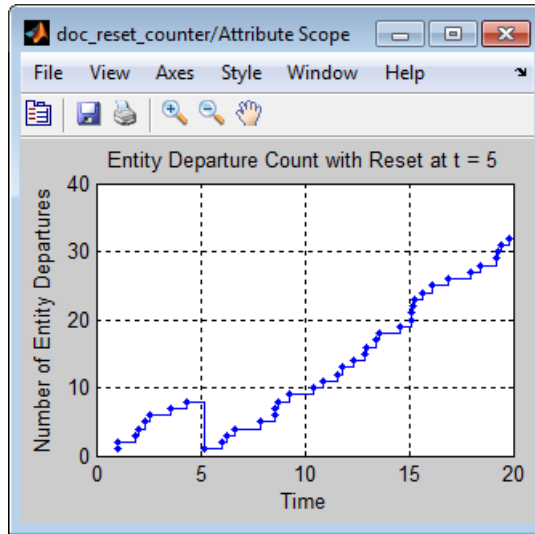 doc_reset_counter/Attribute Scope
File View Axes Style Window Help
Entity Departure Count with Reset at t = 5
Number of Entity Departures
40
30
20
10
0
0 5 10 15 20
Time